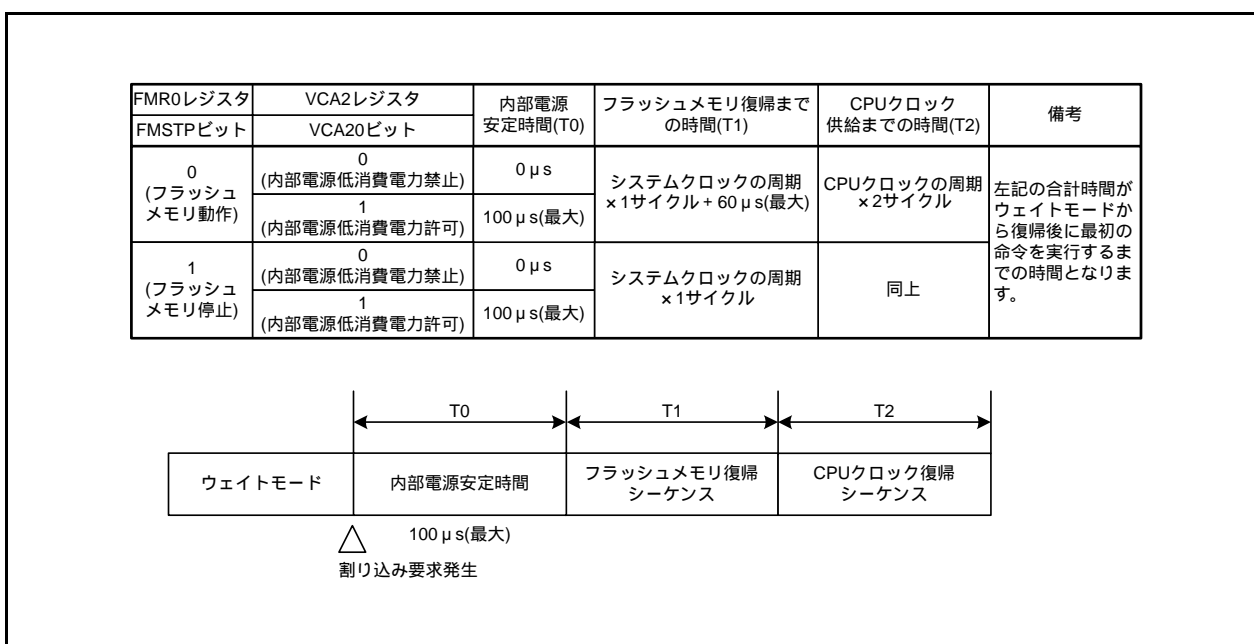 FMR0レジスタ
FMSTPビット
VCA2レジスタ
VCA20ビット
内部電源
安定時間(T0)
フラッシュメモリ復帰まで
の時間(T1)
CPUクロック
供給までの時間(T2)
備考
0
(フラッシュ
メモリ動作)
0
(内部電源低消費電力禁止)
0μs
1
(内部電源低消費電力許可)
100μs(最大)
システムクロックの周期
×1サイクル+60μs(最大)
CPUクロックの周期
×2サイクル
左記の合計時間が
ウェイトモードか
ら復帰後に最初の
命令を実行するま
での時間となりま
す。
1
(フラッシュ
メモリ停止)
0
(内部電源低消費電力禁止)
0μs
1
(内部電源低消費電力許可)
100μs(最大)
システムクロックの周期
×1サイクル
同上
T0
T1
T2
ウェイトモード
内部電源安定時間
フラッシュメモリ復帰
シーケンス
CPUクロック復帰
シーケンス
100μs(最大)
割り込み要求発生